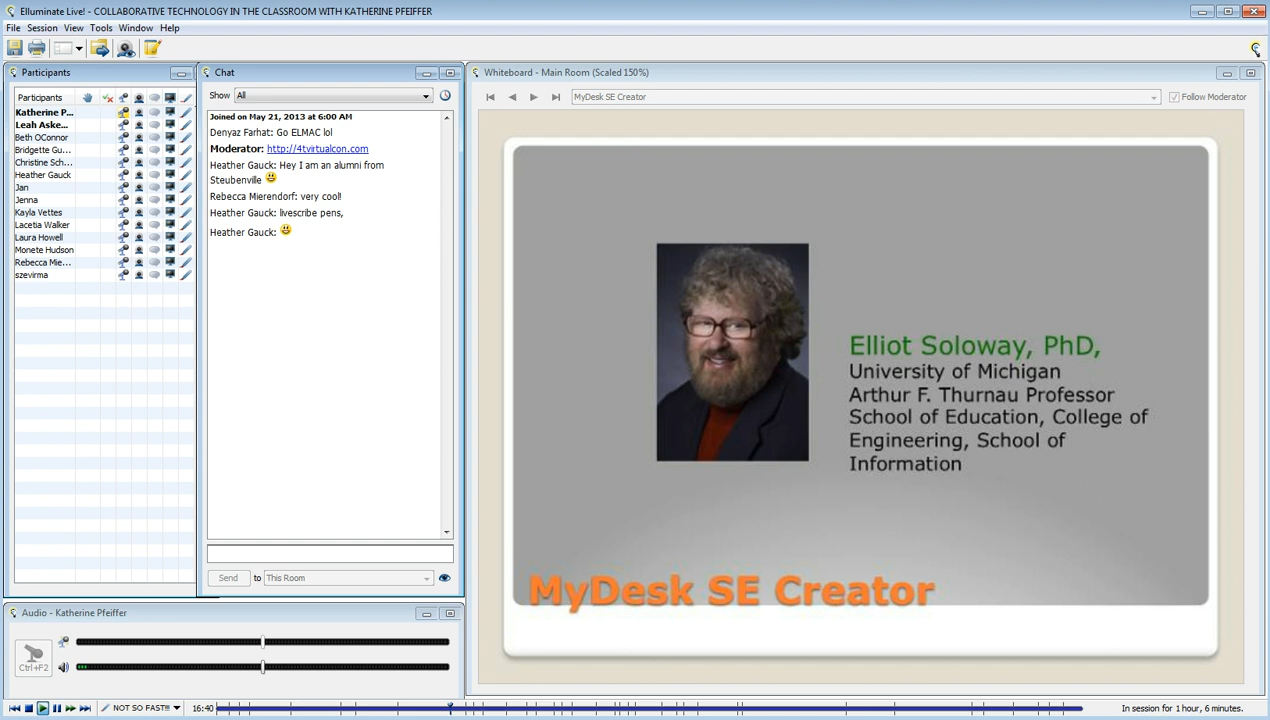 Elluminate Live! - COLLABORATIVE TECHNOLOGY IN THE CLASSROOM WITH KATHERINE PFEIFFER
File Session View Tools Window Help
Participants
Participants
Katherine P...
Leah Aske...
Beth OConnor
Bridgette Gu...
Christine Sch...
Heather Gauck
Jan
Jenna
Kayla Vettes
Lacetia Walker
Laura Howell
Monete Hudson
Rebecca Mie...
szevirma
Chat
Show All
Joined on May 21, 2013 at 6:00 AM
Denyaz Farhat: Go ELMAC lol
Moderator: http://4tvirtualcon.com
Heather Gauck: Hey I am an alumni from
Steubenville
Rebecca Mierendorf: very cool!
Heather Gauck: livescribe pens,
Heather Gauck:
Send to This Room
Audio - Katherine Pfeiffer
Ctrl+F2
Whiteboard - Main Room (Scaled 150%)
MyDesk SE Creator
Follow Moderator
Elliot Soloway, PhD,
University of Michigan
Arthur F. Thurnau Professor
School of Education, College of
Engineering, School of
Information
MyDesk SE Creator
NOT SO FAST!!! 16:40 In session for 1 hour, 6 minutes.